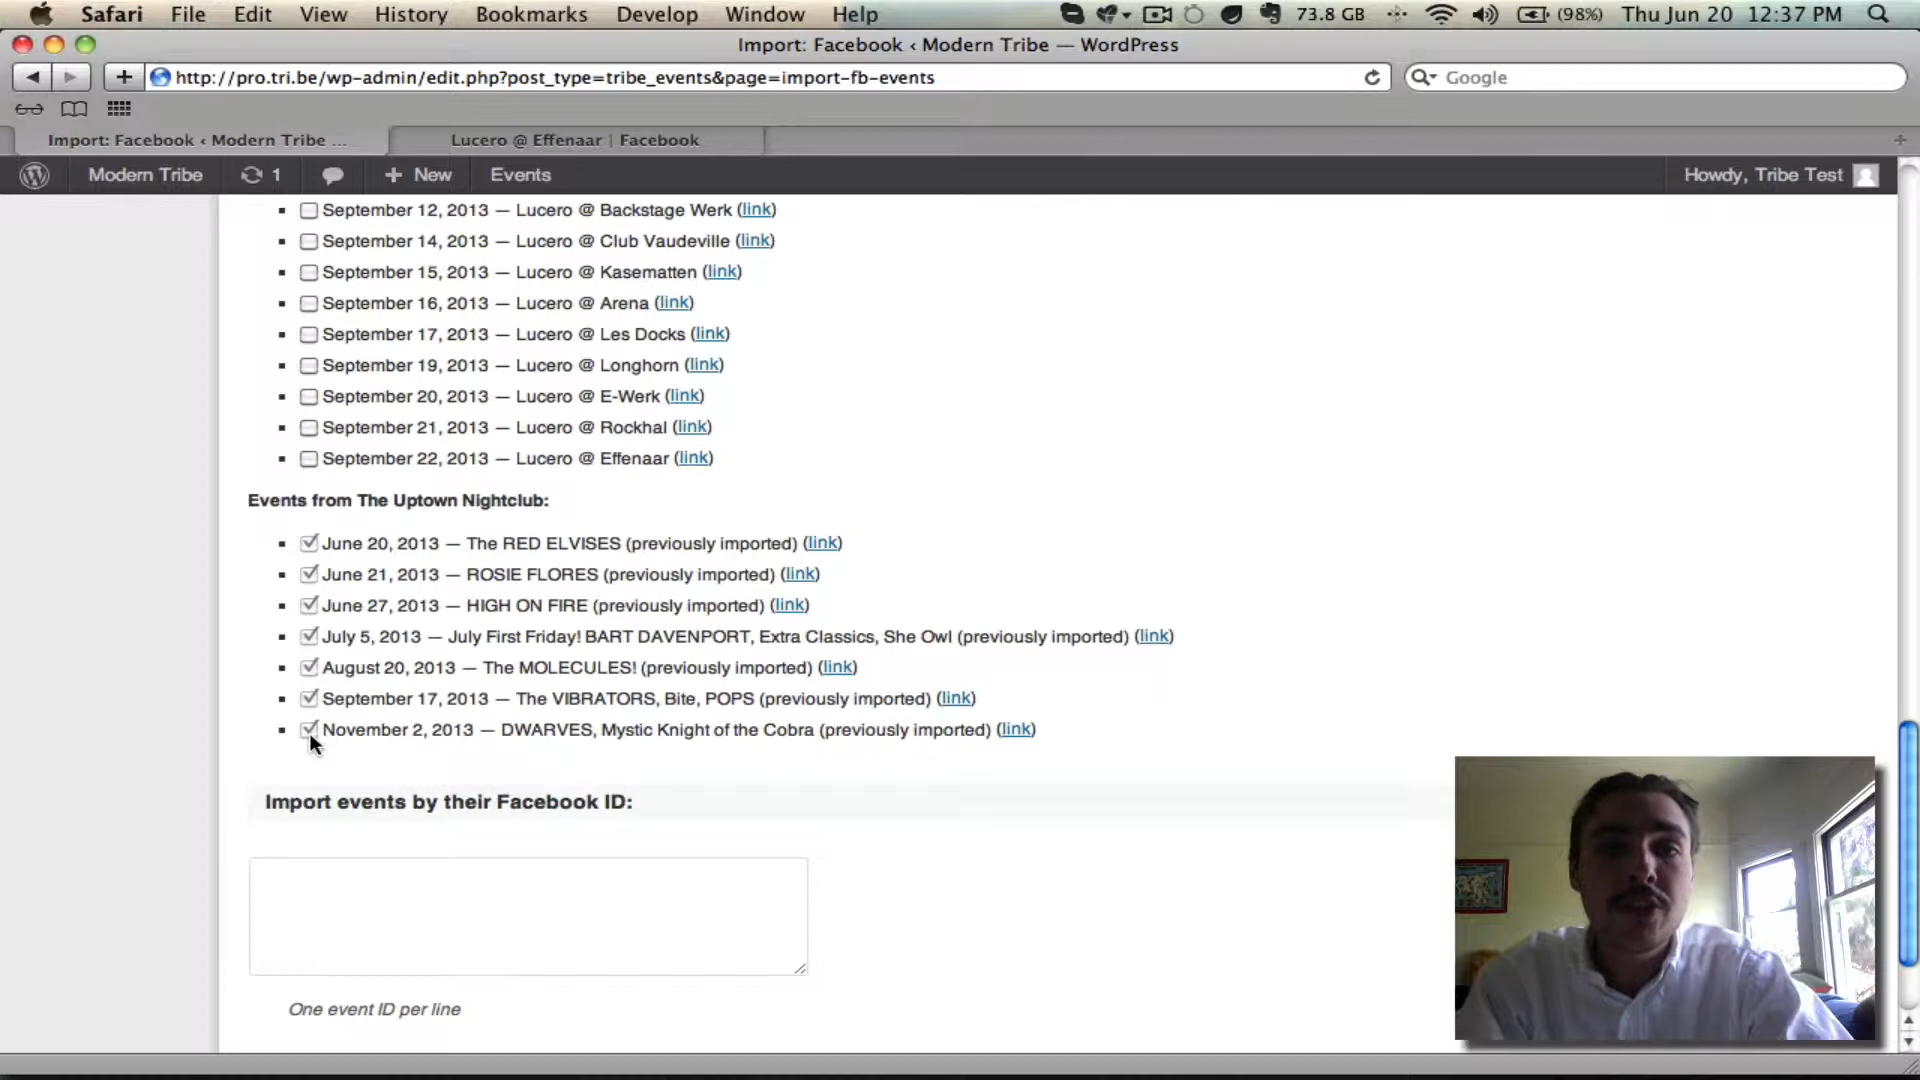 Safari File Edit View History Bookmarks Develop Window Help 73.8 GB (98%) Thu Jun 20 12:37 PM
Import: Facebook ‹ Modern Tribe — WordPress
http://pro.tri.be/wp-admin/edit.php?post_type=tribe_events&page=import-fb-events Google
Import: Facebook ‹ Modern Tribe ... Lucero @ Effenaar | Facebook
Modern Tribe 1 + New Events Howdy, Tribe Test
September 12, 2013 — Lucero @ Backstage Werk (link)
September 14, 2013 — Lucero @ Club Vaudeville (link)
September 15, 2013 — Lucero @ Kasematten (link)
September 16, 2013 — Lucero @ Arena (link)
September 17, 2013 — Lucero @ Les Docks (link)
September 19, 2013 — Lucero @ Longhorn (link)
September 20, 2013 — Lucero @ E-Werk (link)
September 21, 2013 — Lucero @ Rockhal (link)
September 22, 2013 — Lucero @ Effenaar (link)
Events from The Uptown Nightclub:
June 20, 2013 — The RED ELVISES (previously imported) (link)
June 21, 2013 — ROSIE FLORES (previously imported) (link)
June 27, 2013 — HIGH ON FIRE (previously imported) (link)
July 5, 2013 — July First Friday! BART DAVENPORT, Extra Classics, She Owl (previously imported) (link)
August 20, 2013 — The MOLECULES! (previously imported) (link)
September 17, 2013 — The VIBRATORS, Bite, POPS (previously imported) (link)
November 2, 2013 — DWARVES, Mystic Knight of the Cobra (previously imported) (link)
Import events by their Facebook ID:
One event ID per line